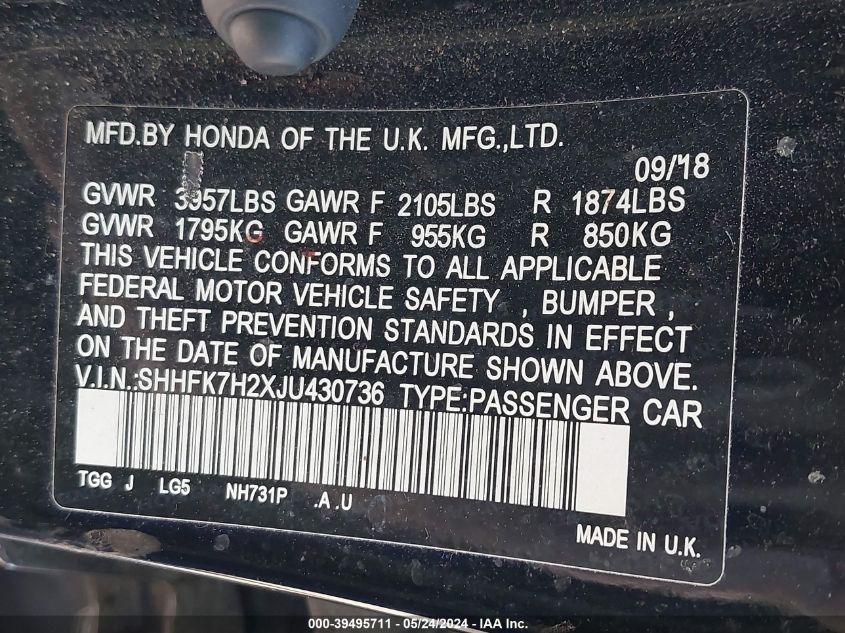 MFD.BY HONDA OF THE U.K. MFG.,LTD.
09/18
GVWR 3957LBS GAWR F 2105LBS R 1874LBS
GVWR 1795KG GAWR F 955KG R 850KG
THIS VEHICLE CONFORMS TO ALL APPLICABLE
FEDERAL MOTOR VEHICLE SAFETY , BUMPER ,
AND THEFT PREVENTION STANDARDS IN EFFECT
ON THE DATE OF MANUFACTURE SHOWN ABOVE.
V.I.N.:SHHFK7H2XJU430736 TYPE:PASSENGER CAR
TGG J LG5 NH731P .A .U
MADE IN U.K.
000-39495711 - 05/24/2024 - IAA Inc.